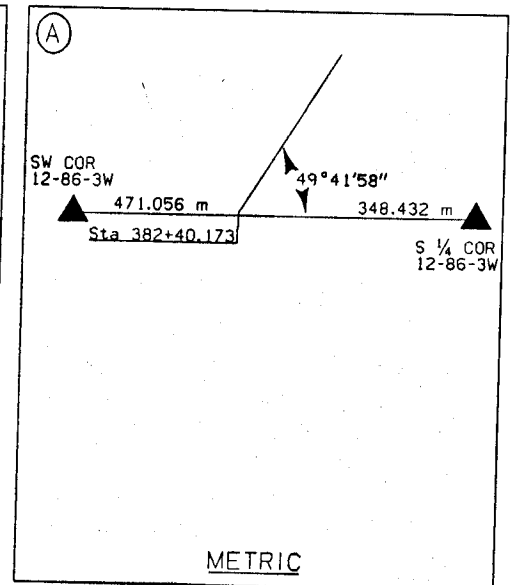 A
SW COR
12-86-3W
471.056 m
Sta 382+40.173
49°41'58"
348.432 m
S 1/4 COR
12-86-3W
METRIC